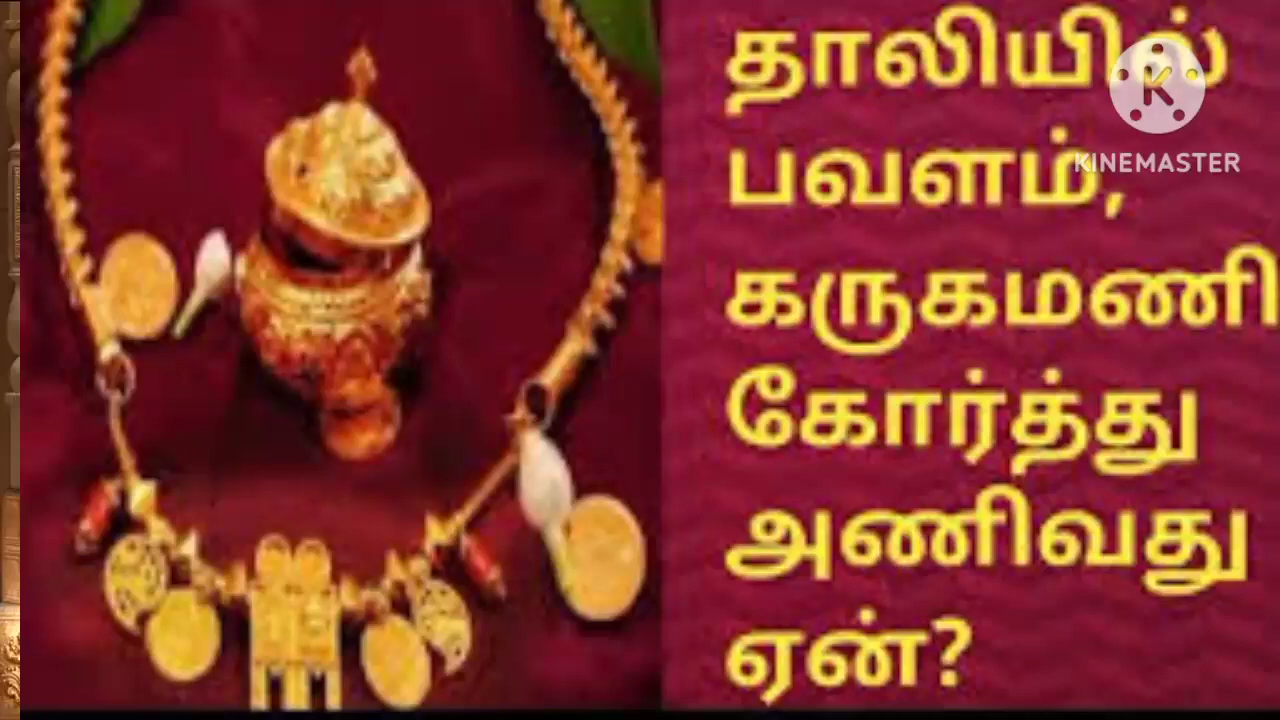 தாலியில்
பவளம்,
கருகமணி
கோர்த்து
அணிவது
ஏன்?
K
KINEMASTER